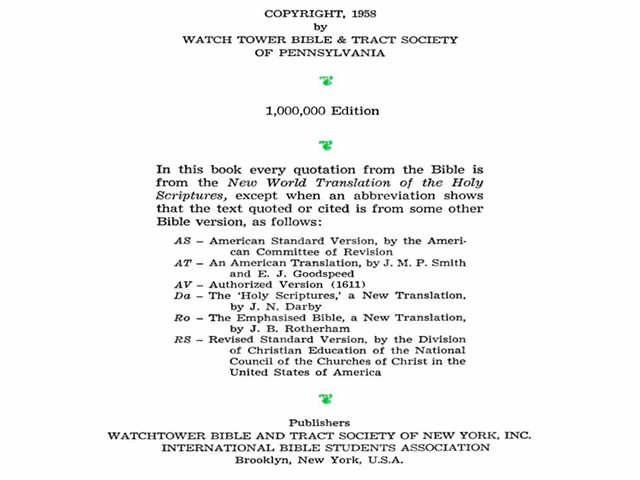 COPYRIGHT, 1958
by
WATCH TOWER BIBLE & TRACT SOCIETY
OF PENNSYLVANIA
1,000,000 Edition
In this book every quotation from the Bible is
from the New World Translation of the Holy
Scriptures, except when an abbreviation shows
that the text quoted or cited is from some other
Bible version, as follows:
AS – American Standard Version, by the Ameri-
can Committee of Revision
AT – An American Translation, by J. M. P. Smith
and E. J. Goodspeed
AV – Authorized Version (1611)
Da – The 'Holy Scriptures,' a New Translation,
by J. N. Darby
Ro – The Emphasised Bible, a New Translation,
by J. B. Rotherham
RS – Revised Standard Version, by the Division
of Christian Education of the National
Council of the Churches of Christ in the
United States of America
Publishers
WATCHTOWER BIBLE AND TRACT SOCIETY OF NEW YORK, INC.
INTERNATIONAL BIBLE STUDENTS ASSOCIATION
Brooklyn, New York, U.S.A.